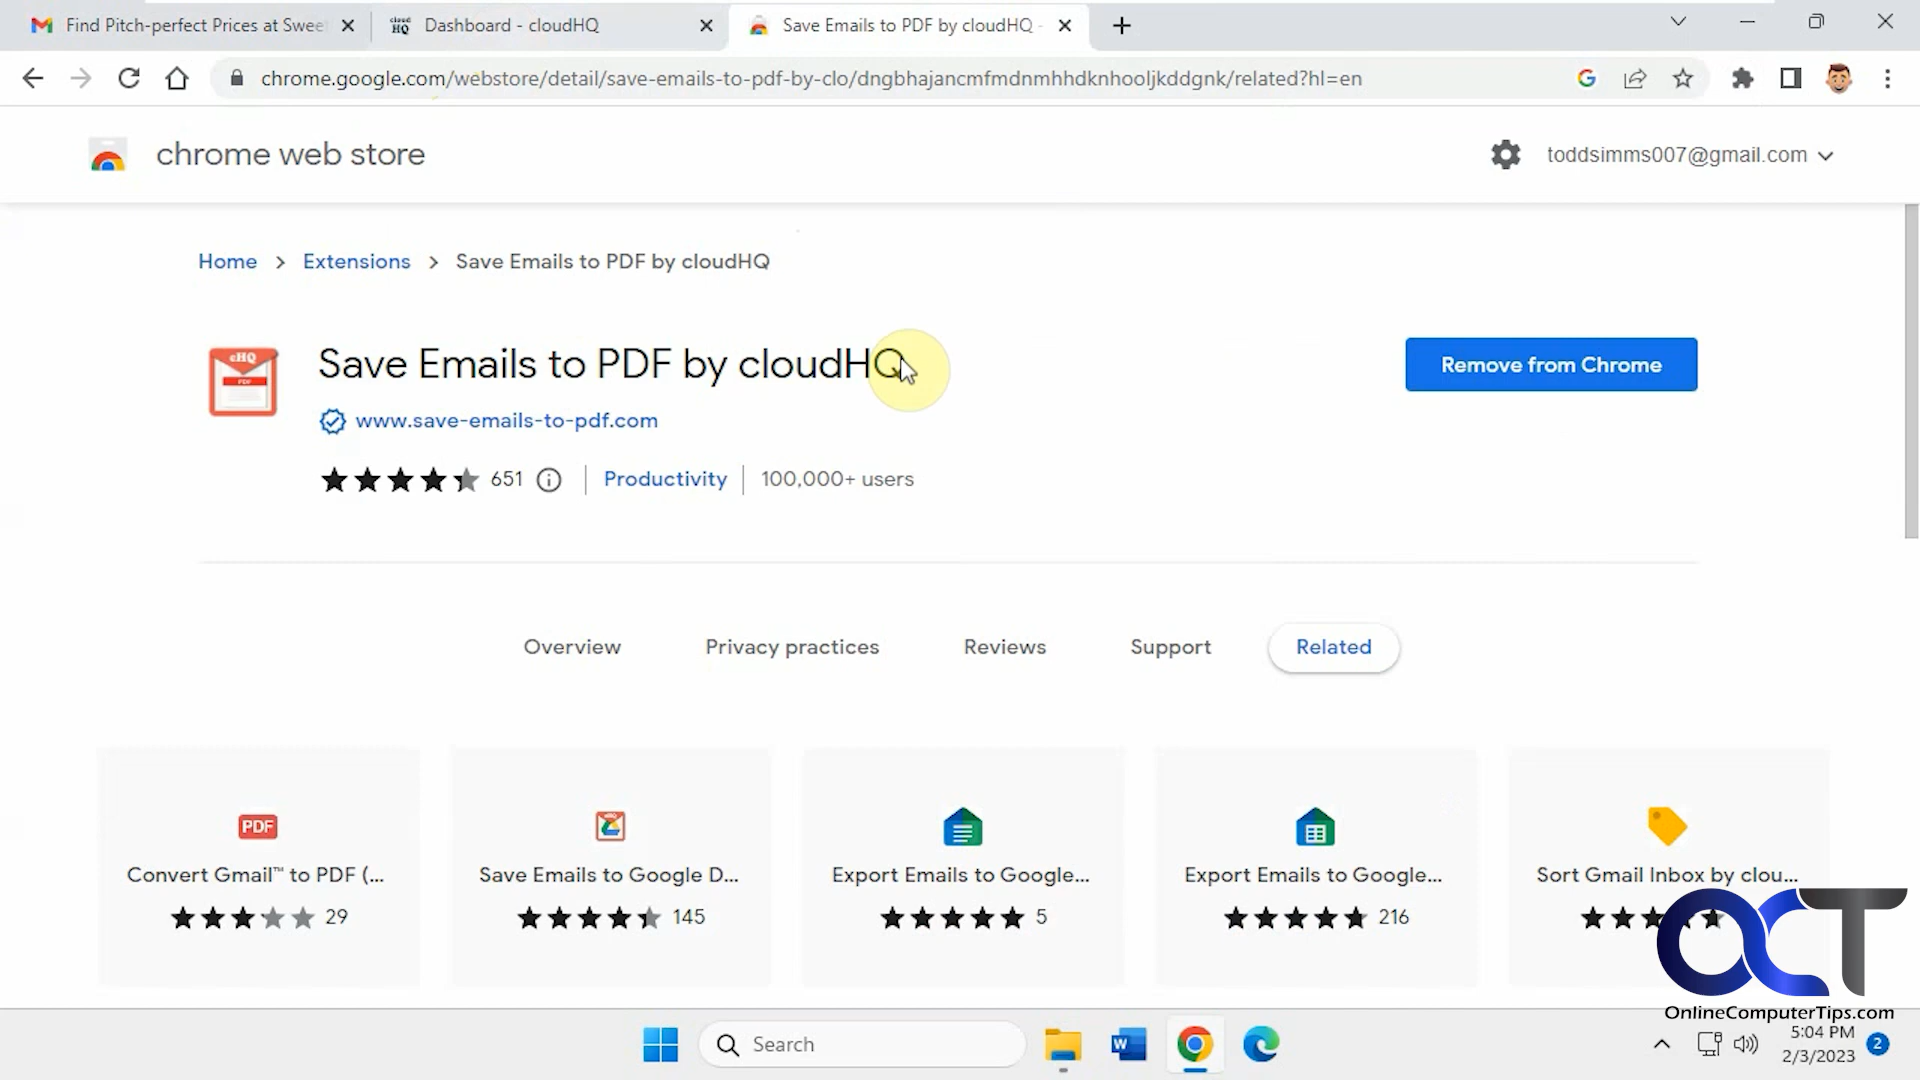 Find Pitch-perfect Prices at Swee
Dashboard - cloudHQ
Save Emails to PDF by cloudHQ -
chrome.google.com/webstore/detail/save-emails-to-pdf-by-clo/dngbhajancmfmdnmhhdknhooljkddgnk/related?hl=en
chrome web store
toddsimms007@gmail.com
Home > Extensions > Save Emails to PDF by cloudHQ
cHQ
PDF
Save Emails to PDF by cloudHQ
Remove from Chrome
www.save-emails-to-pdf.com
651
Productivity
100,000+ users
Overview
Privacy practices
Reviews
Support
Related
PDF
Convert Gmail™ to PDF (...
Save Emails to Google D...
Export Emails to Google...
Export Emails to Google...
Sort Gmail Inbox by clou...
29
145
5
216
OCT
OnlineComputerTips.com
Search
5:04 PM
2/3/2023
2